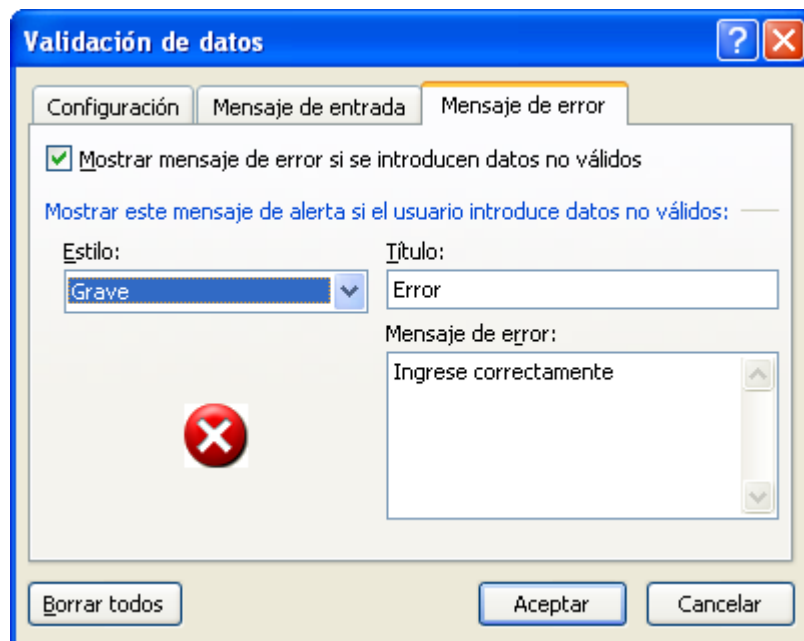 Validación de datos
Configuración
Mensaje de entrada
Mensaje de error
Mostrar mensaje de error si se introducen datos no válidos
Mostrar este mensaje de alerta si el usuario introduce datos no válidos:
Estilo:
Título:
Grave
Error
Mensaje de error:
Ingrese correctamente
Borrar todos
Aceptar
Cancelar